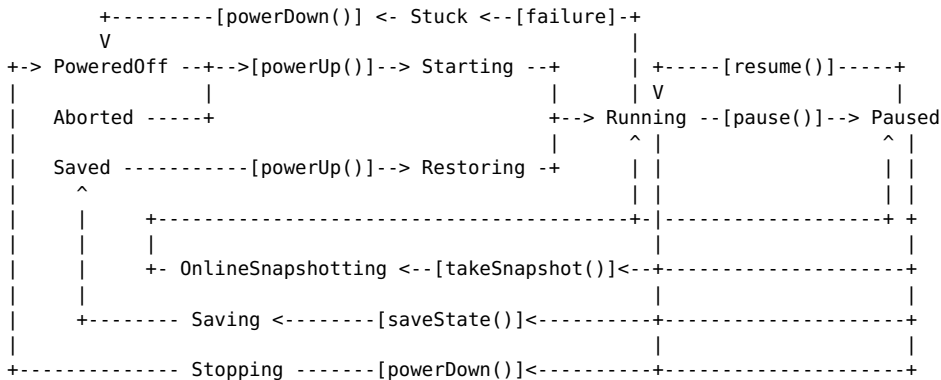 +---------[powerDown()] <- Stuck <--[failure]-+
V |
+-> PoweredOff --+-->[powerUp()]--> Starting --+ | +-----[resume()]-----+
| | | | V |
| Aborted -----+ +--> Running --[pause()]--> Paused
| | ^ | ^ |
| Saved -----------[powerUp()]--> Restoring -+ | | | |
| ^ | | | |
| | +-----------------------------------------+-|-------------------+ +
| | | | |
| | +- OnlineSnapshotting <--[takeSnapshot()]<--+---------------------+
| | | |
| +-------- Saving <--------[saveState()]<----------+---------------------+
| | |
+-------------- Stopping -------[powerDown()]<----------+---------------------+